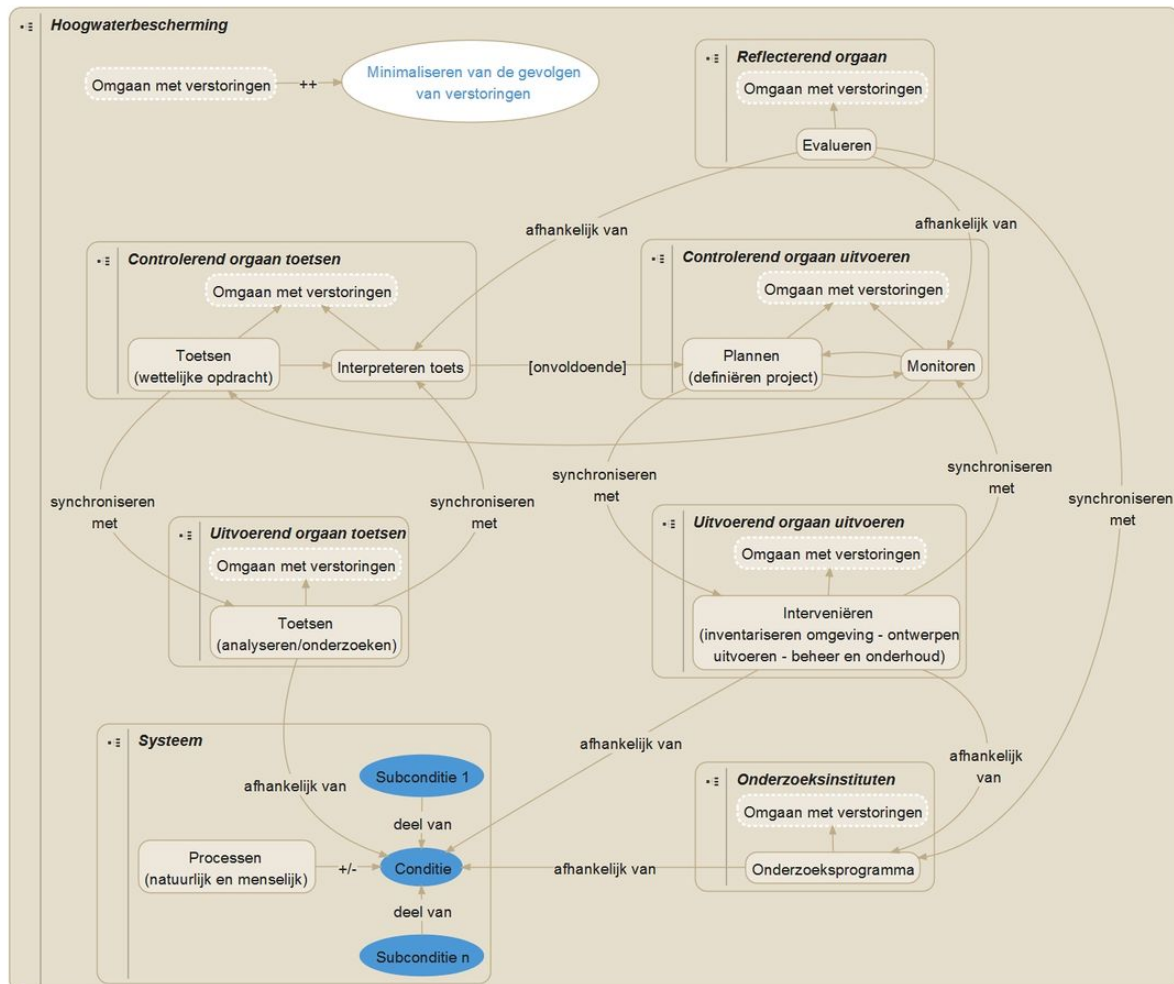 Hoogwaterbescherming
Omgaan met verstoringen
++
Minimaliseren van de gevolgen
van verstoringen
Reflecterend orgaan
Omgaan met verstoringen
Evalueren
afhankelijk van
afhankelijk van
Controlerend orgaan toetsen
Omgaan met verstoringen
Toetsen
(wettelijke opdracht)
Interpreteren toets
[onvoldoende]
Controlerend orgaan uitvoeren
Omgaan met verstoringen
Plannen
(definiëren project)
Monitoren
synchroniseren
met
synchroniseren
met
synchroniseren
met
synchroniseren
met
synchroniseren
met
Uitvoerend orgaan toetsen
Omgaan met verstoringen
Toetsen
(analyseren/onderzoeken)
Uitvoerend orgaan uitvoeren
Omgaan met verstoringen
Interveniëren
(inventariseren omgeving - ontwerpen
uitvoeren - beheer en onderhoud)
afhankelijk van
afhankelijk van
afhankelijk
van
Systeem
Subconditie 1
deel van
Processen
(natuurlijk en menselijk)
+/-
Conditie
deel van
Subconditie n
afhankelijk van
Onderzoeksinstituten
Omgaan met verstoringen
Onderzoeksprogramma